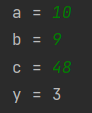 a = 10
b = 9
c = 48
y = 3